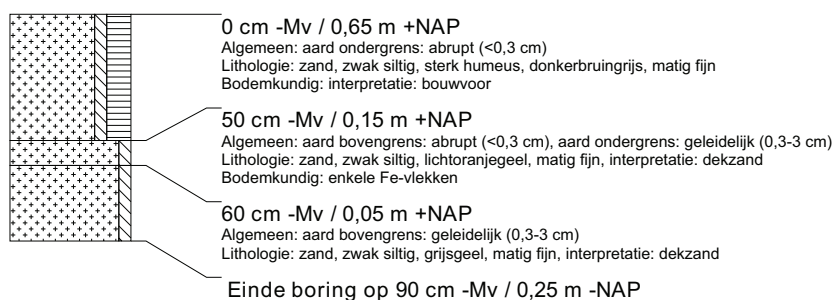 0 cm -Mv / 0,65 m +NAP
Algemeen: aard ondergrens: abrupt (<0,3 cm)
Lithologie: zand, zwak siltig, sterk humeus, donkerbruingrijs, matig fijn
Bodemkundig: interpretatie: bouwvoor
50 cm -Mv / 0,15 m +NAP
Algemeen: aard bovengrens: abrupt (<0,3 cm), aard ondergrens: geleidelijk (0,3-3 cm)
Lithologie: zand, zwak siltig, lichtoranjegeel, matig fijn, interpretatie: dekzand
Bodemkundig: enkele Fe-vlekken
60 cm -Mv / 0,05 m +NAP
Algemeen: aard bovengrens: geleidelijk (0,3-3 cm)
Lithologie: zand, zwak siltig, grijsgeel, matig fijn, interpretatie: dekzand
Einde boring op 90 cm -Mv / 0,25 m -NAP